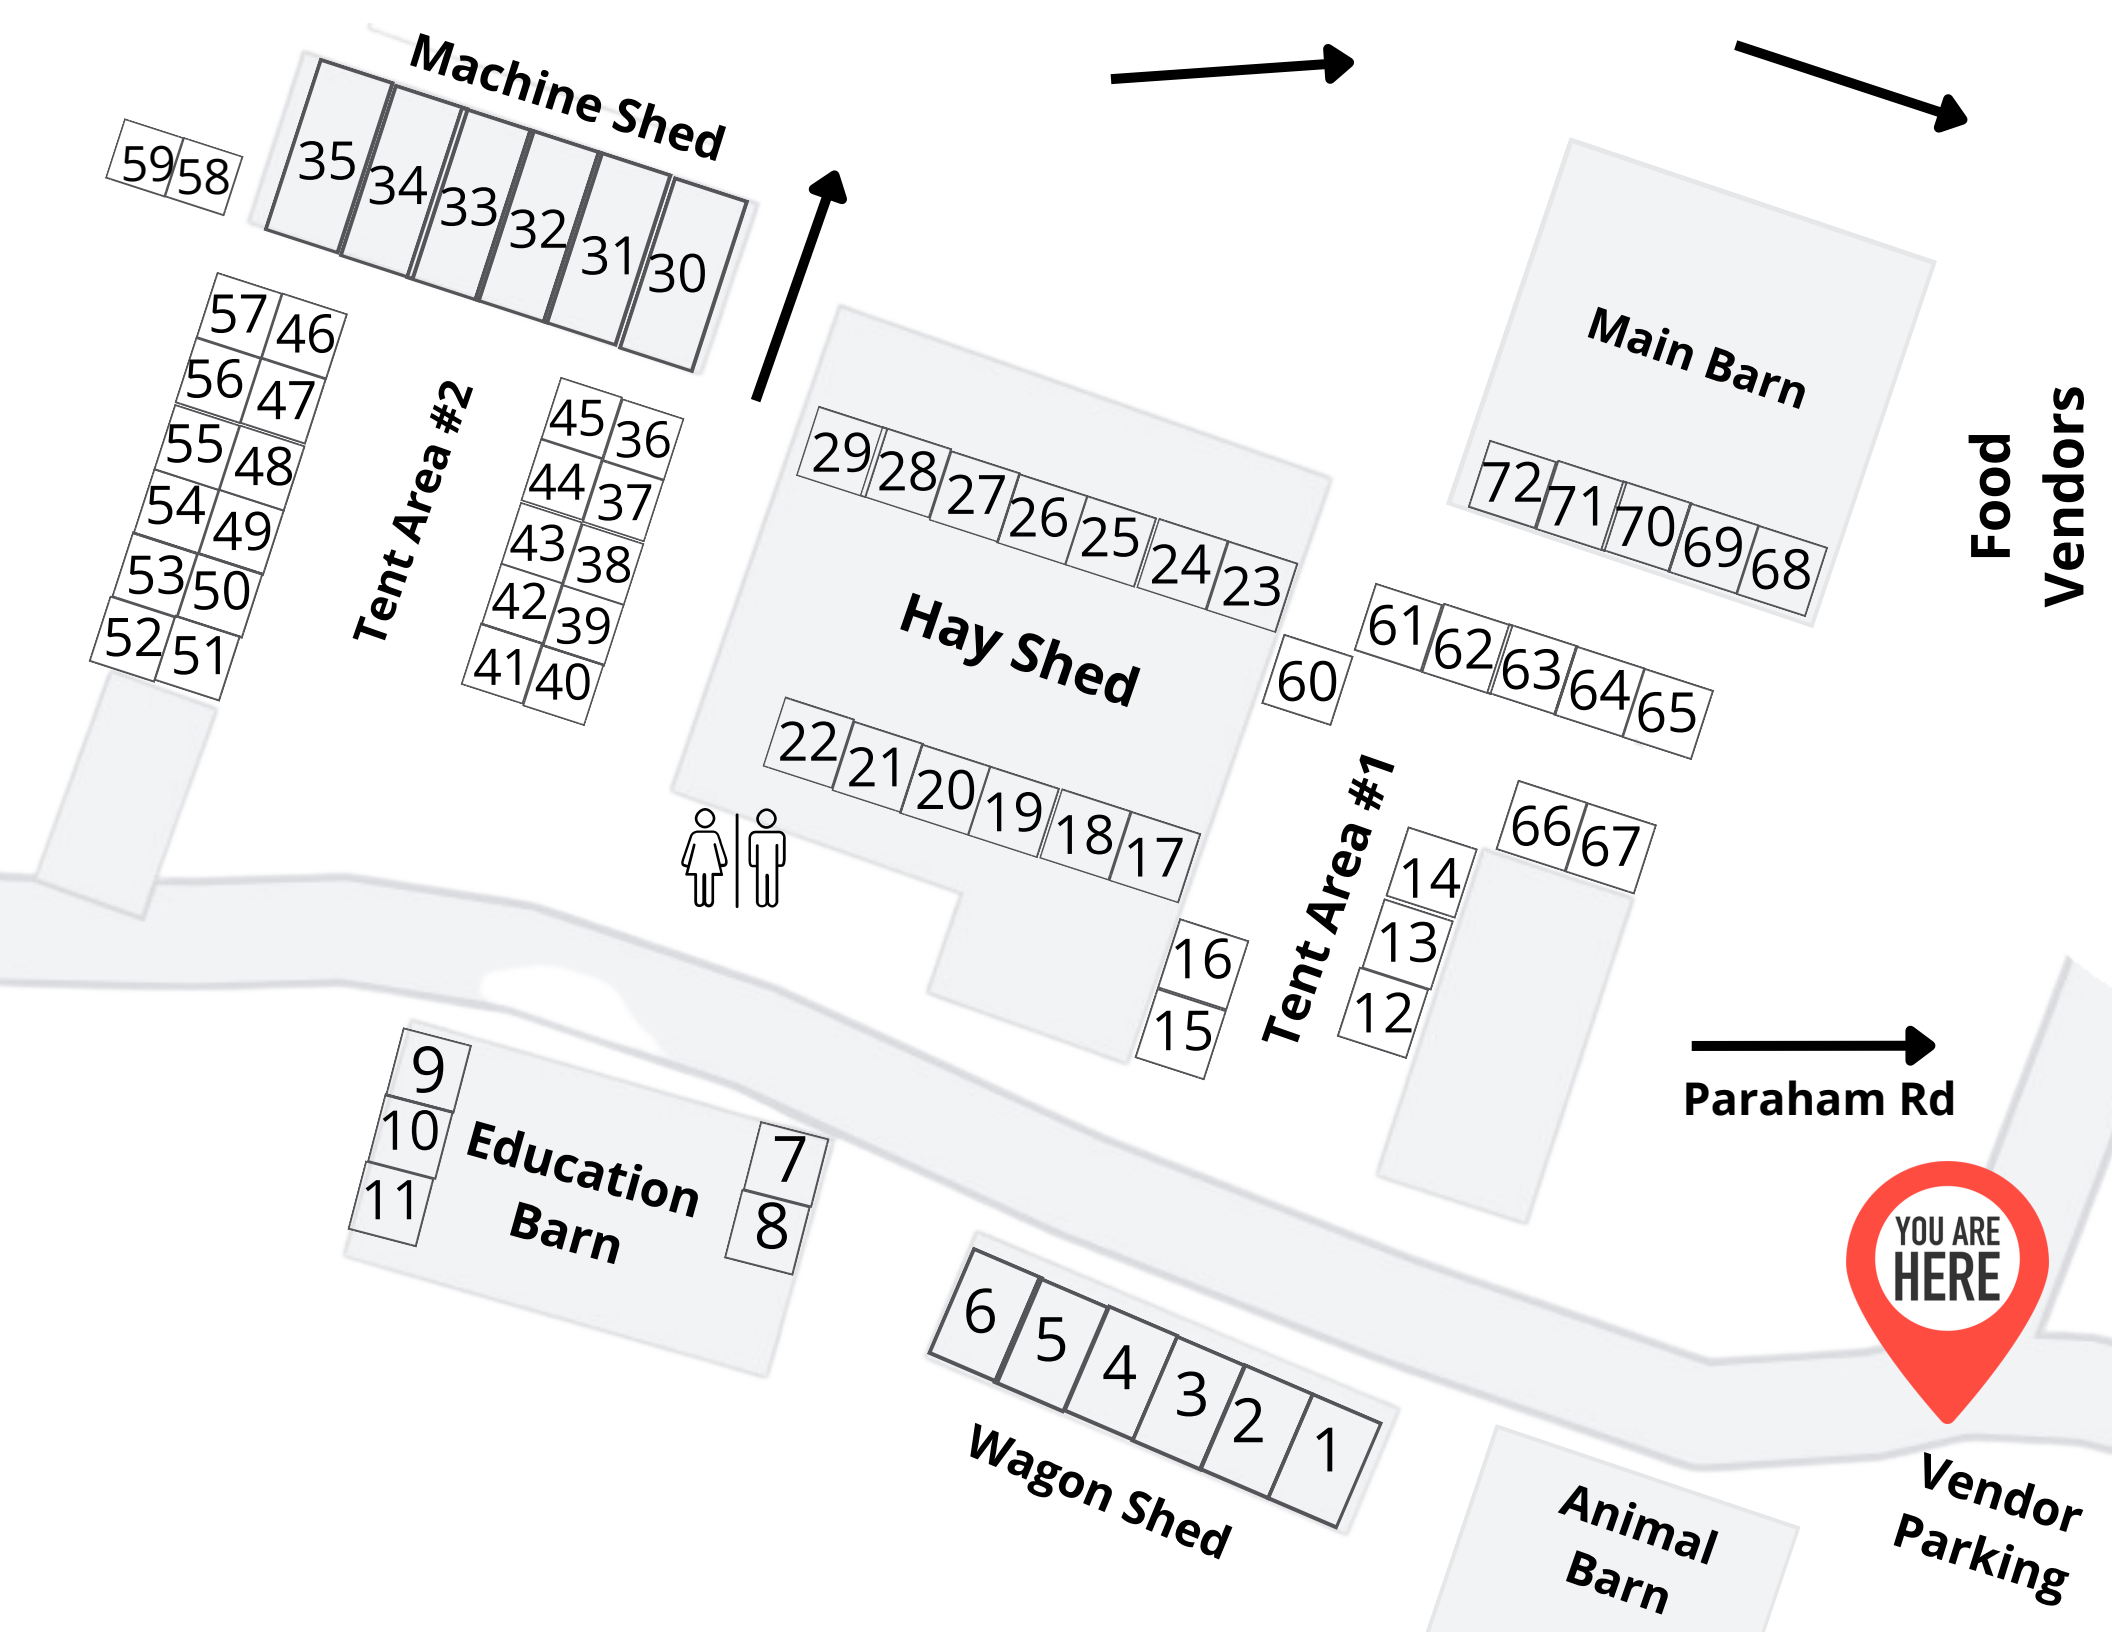 Machine Shed
59 58
35 34 33 32 31 30
57 46
56 47
55 48
54 49
53 50
52 51
Tent Area #2
45 36
44 37
43 38
42 39
41 40
29 28 27 26 25 24 23
Hay Shed
22 21 20 19 18 17
Main Barn
72 71 70 69 68
Food
Vendors
60
61 62 63 64 65
Tent Area #1
66 67
14
13
12
16
15
Paraham Rd
9
10
11
Education
Barn
7
8
6 5 4 3 2 1
Wagon Shed
YOU ARE
HERE
Animal
Barn
Vendor
Parking